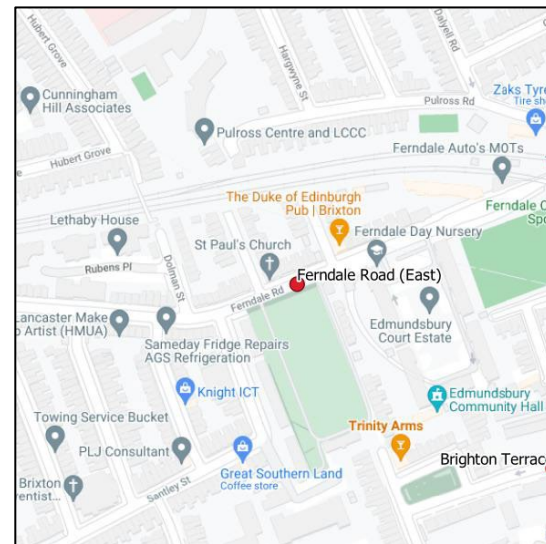 Hubert Grove
Hargwyne St
Dalyell Rd
Cunningham
Hill Associates
Pulross Rd
Zaks Tyre
Tire sh
Pulross Centre and LCCC
Hubert Grove
Ferndale Auto's MOTs
The Duke of Edinburgh
Pub | Brixton
Lethaby House
Ferndale C
Spo
Ferndale Day Nursery
St Paul's Church
Rubens Pl
Dolman St
Ferndale Road (East)
Ferndale Rd
Lancaster Make
p Artist (HMUA)
Edmundsbury
Court Estate
Sameday Fridge Repairs
AGS Refrigeration
Knight ICT
Edmundsbury
Community Hall
Towing Service Bucket
Trinity Arms
PLJ Consultant
Brighton Terrace
Brixton
ventist...
Great Southern Land
Coffee store
Santley St